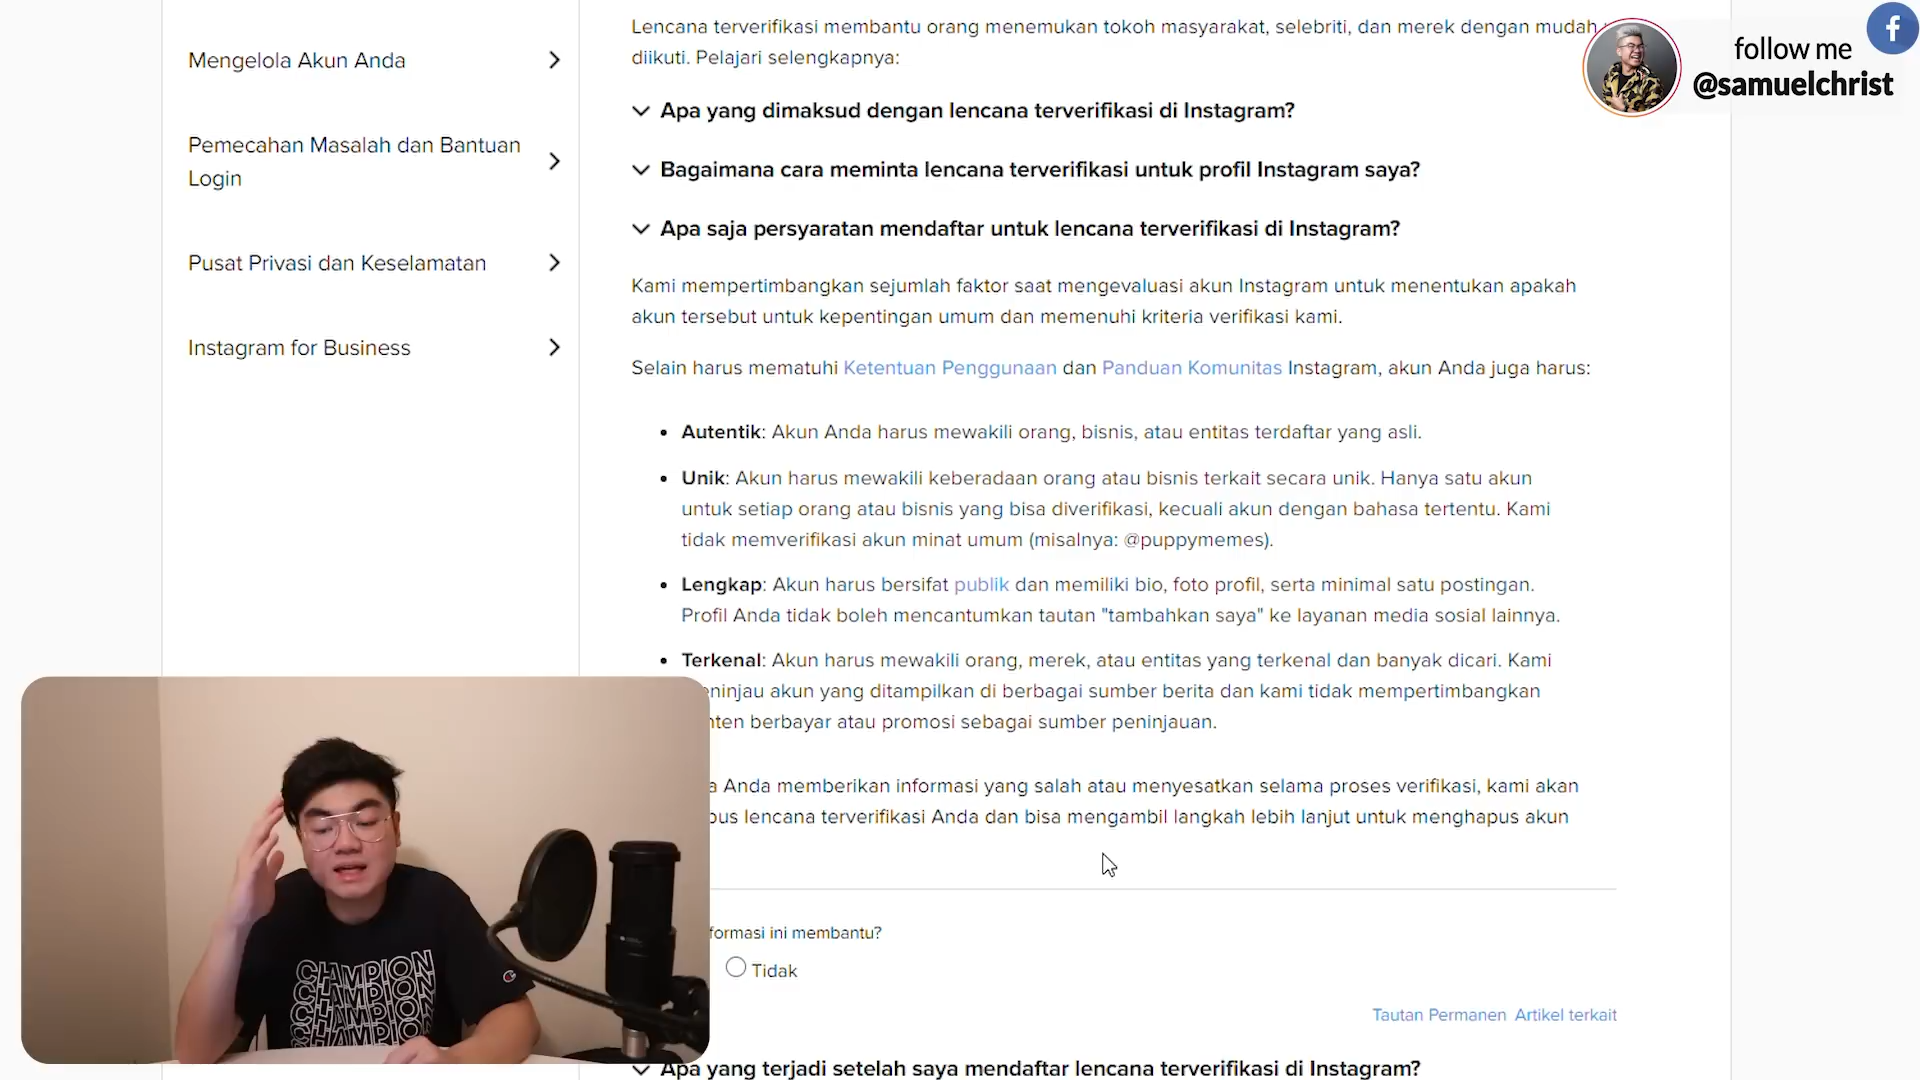 Mengelola Akun Anda
Pemecahan Masalah dan Bantuan
Login
Pusat Privasi dan Keselamatan
Instagram for Business
Lencana terverifikasi membantu orang menemukan tokoh masyarakat, selebriti, dan merek dengan mudah
diikuti. Pelajari selengkapnya:
Apa yang dimaksud dengan lencana terverifikasi di Instagram?
Bagaimana cara meminta lencana terverifikasi untuk profil Instagram saya?
Apa saja persyaratan mendaftar untuk lencana terverifikasi di Instagram?
Kami mempertimbangkan sejumlah faktor saat mengevaluasi akun Instagram untuk menentukan apakah
akun tersebut untuk kepentingan umum dan memenuhi kriteria verifikasi kami.
Selain harus mematuhi Ketentuan Penggunaan dan Panduan Komunitas Instagram, akun Anda juga harus:
• Autentik: Akun Anda harus mewakili orang, bisnis, atau entitas terdaftar yang asli.
• Unik: Akun harus mewakili keberadaan orang atau bisnis terkait secara unik. Hanya satu akun
untuk setiap orang atau bisnis yang bisa diverifikasi, kecuali akun dengan bahasa tertentu. Kami
tidak memverifikasi akun minat umum (misalnya: @puppymemes).
• Lengkap: Akun harus bersifat publik dan memiliki bio, foto profil, serta minimal satu postingan.
Profil Anda tidak boleh mencantumkan tautan "tambahkan saya" ke layanan media sosial lainnya.
• Terkenal: Akun harus mewakili orang, merek, atau entitas yang terkenal dan banyak dicari. Kami
eninjau akun yang ditampilkan di berbagai sumber berita dan kami tidak mempertimbangkan
nten berbayar atau promosi sebagai sumber peninjauan.
a Anda memberikan informasi yang salah atau menyesatkan selama proses verifikasi, kami akan
pus lencana terverifikasi Anda dan bisa mengambil langkah lebih lanjut untuk menghapus akun
formasi ini membantu?
Tidak
Tautan Permanen Artikel terkait
Apa yang terjadi setelah saya mendaftar lencana terverifikasi di Instagram?
follow me
@samuelchrist
CHAMPION
CHAMPION
CHAMPION
CHAMPION
CHAMPION